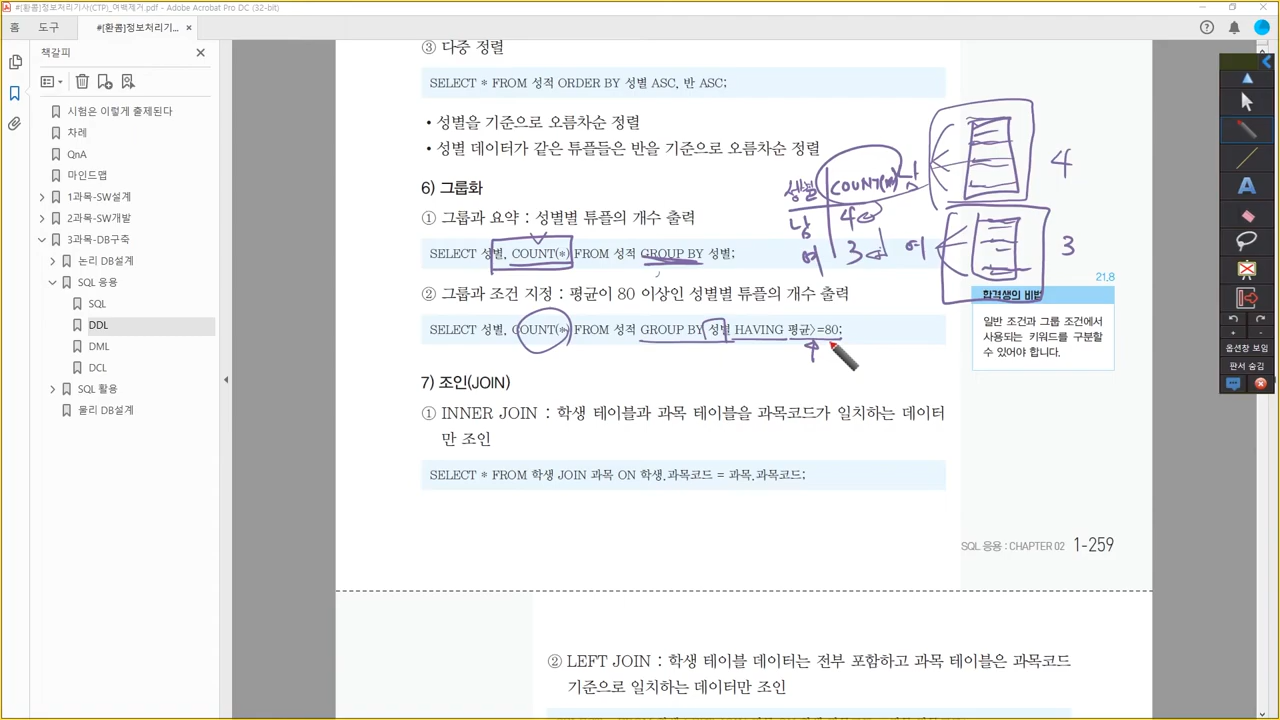 #[환콤]정보처리기사(CTP)_여백제거.pdf - Adobe Acrobat Pro DC (32-bit)
홈 도구 #[환콤]정보처리기... ×
책갈피
시험은 이렇게 출제된다
차례
QnA
마인드맵
1과목-SW설계
2과목-SW개발
3과목-DB구축
논리 DB설계
SQL 응용
SQL
DDL
DML
DCL
SQL 활용
물리 DB설계
③ 다중 정렬
SELECT * FROM 성적 ORDER BY 성별 ASC, 반 ASC;
• 성별을 기준으로 오름차순 정렬
• 성별 데이터가 같은 튜플들은 반을 기준으로 오름차순 정렬
6) 그룹화
① 그룹과 요약 : 성별별 튜플의 개수 출력
SELECT 성별, COUNT(*) FROM 성적 GROUP BY 성별;
② 그룹과 조건 지정 : 평균이 80 이상인 성별별 튜플의 개수 출력
SELECT 성별, COUNT(*) FROM 성적 GROUP BY 성별 HAVING 평균>=80;
7) 조인(JOIN)
① INNER JOIN : 학생 테이블과 과목 테이블을 과목코드가 일치하는 데이터
만 조인
SELECT * FROM 학생 JOIN 과목 ON 학생.과목코드 = 과목.과목코드;
성별 COUNT(*) 남 4
남 4
여 3 여 3
21.8
합격생의 비법
일반 조건과 그룹 조건에서
사용되는 키워드를 구분할
수 있어야 합니다.
SQL 응용 : CHAPTER 02 1-259
② LEFT JOIN : 학생 테이블 데이터는 전부 포함하고 과목 테이블은 과목코드
기준으로 일치하는 데이터만 조인
A
옵션창 보임
판서 숨김